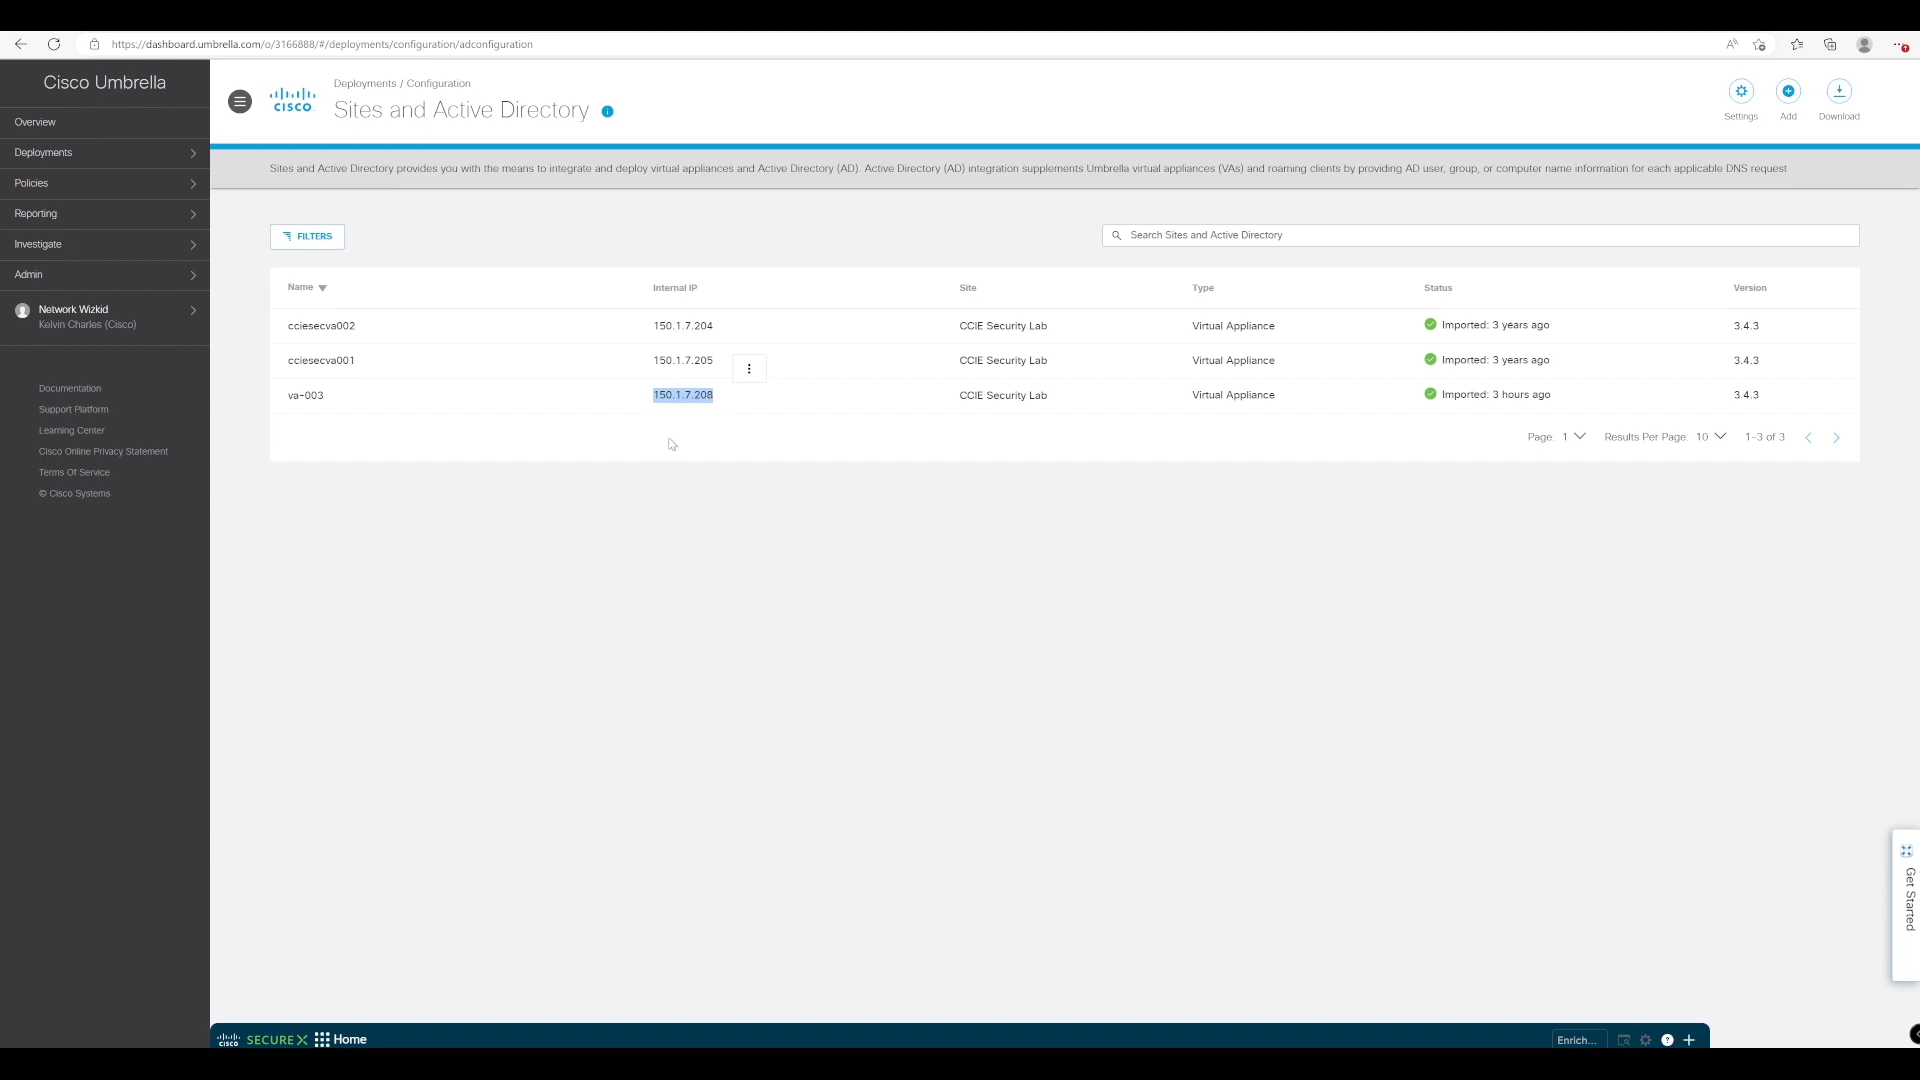 https://dashboard.umbrella.com/o/3166888/#/deployments/configuration/adconfiguration
Cisco Umbrella
Overview
Deployments
Policies
Reporting
Investigate
Admin
Network Wizkid
Kelvin Charles (Cisco)
Documentation
Support Platform
Learning Center
Cisco Online Privacy Statement
Terms Of Service
© Cisco Systems
CISCO
Deployments / Configuration
Sites and Active Directory
Settings
Add
Download
Sites and Active Directory provides you with the means to integrate and deploy virtual appliances and Active Directory (AD). Active Directory (AD) integration supplements Umbrella virtual appliances (VAs) and roaming clients by providing AD user, group, or computer name information for each applicable DNS request
FILTERS
Search Sites and Active Directory
Name Internal IP Site Type Status Version
cciesecva002 150.1.7.204 CCIE Security Lab Virtual Appliance Imported: 3 years ago 3.4.3
cciesecva001 150.1.7.205 CCIE Security Lab Virtual Appliance Imported: 3 years ago 3.4.3
va-003 150.1.7.208 CCIE Security Lab Virtual Appliance Imported: 3 hours ago 3.4.3
Page: 1 Results Per Page: 10 1-3 of 3
Get Started
CISCO SECUREX Home
Enrich...